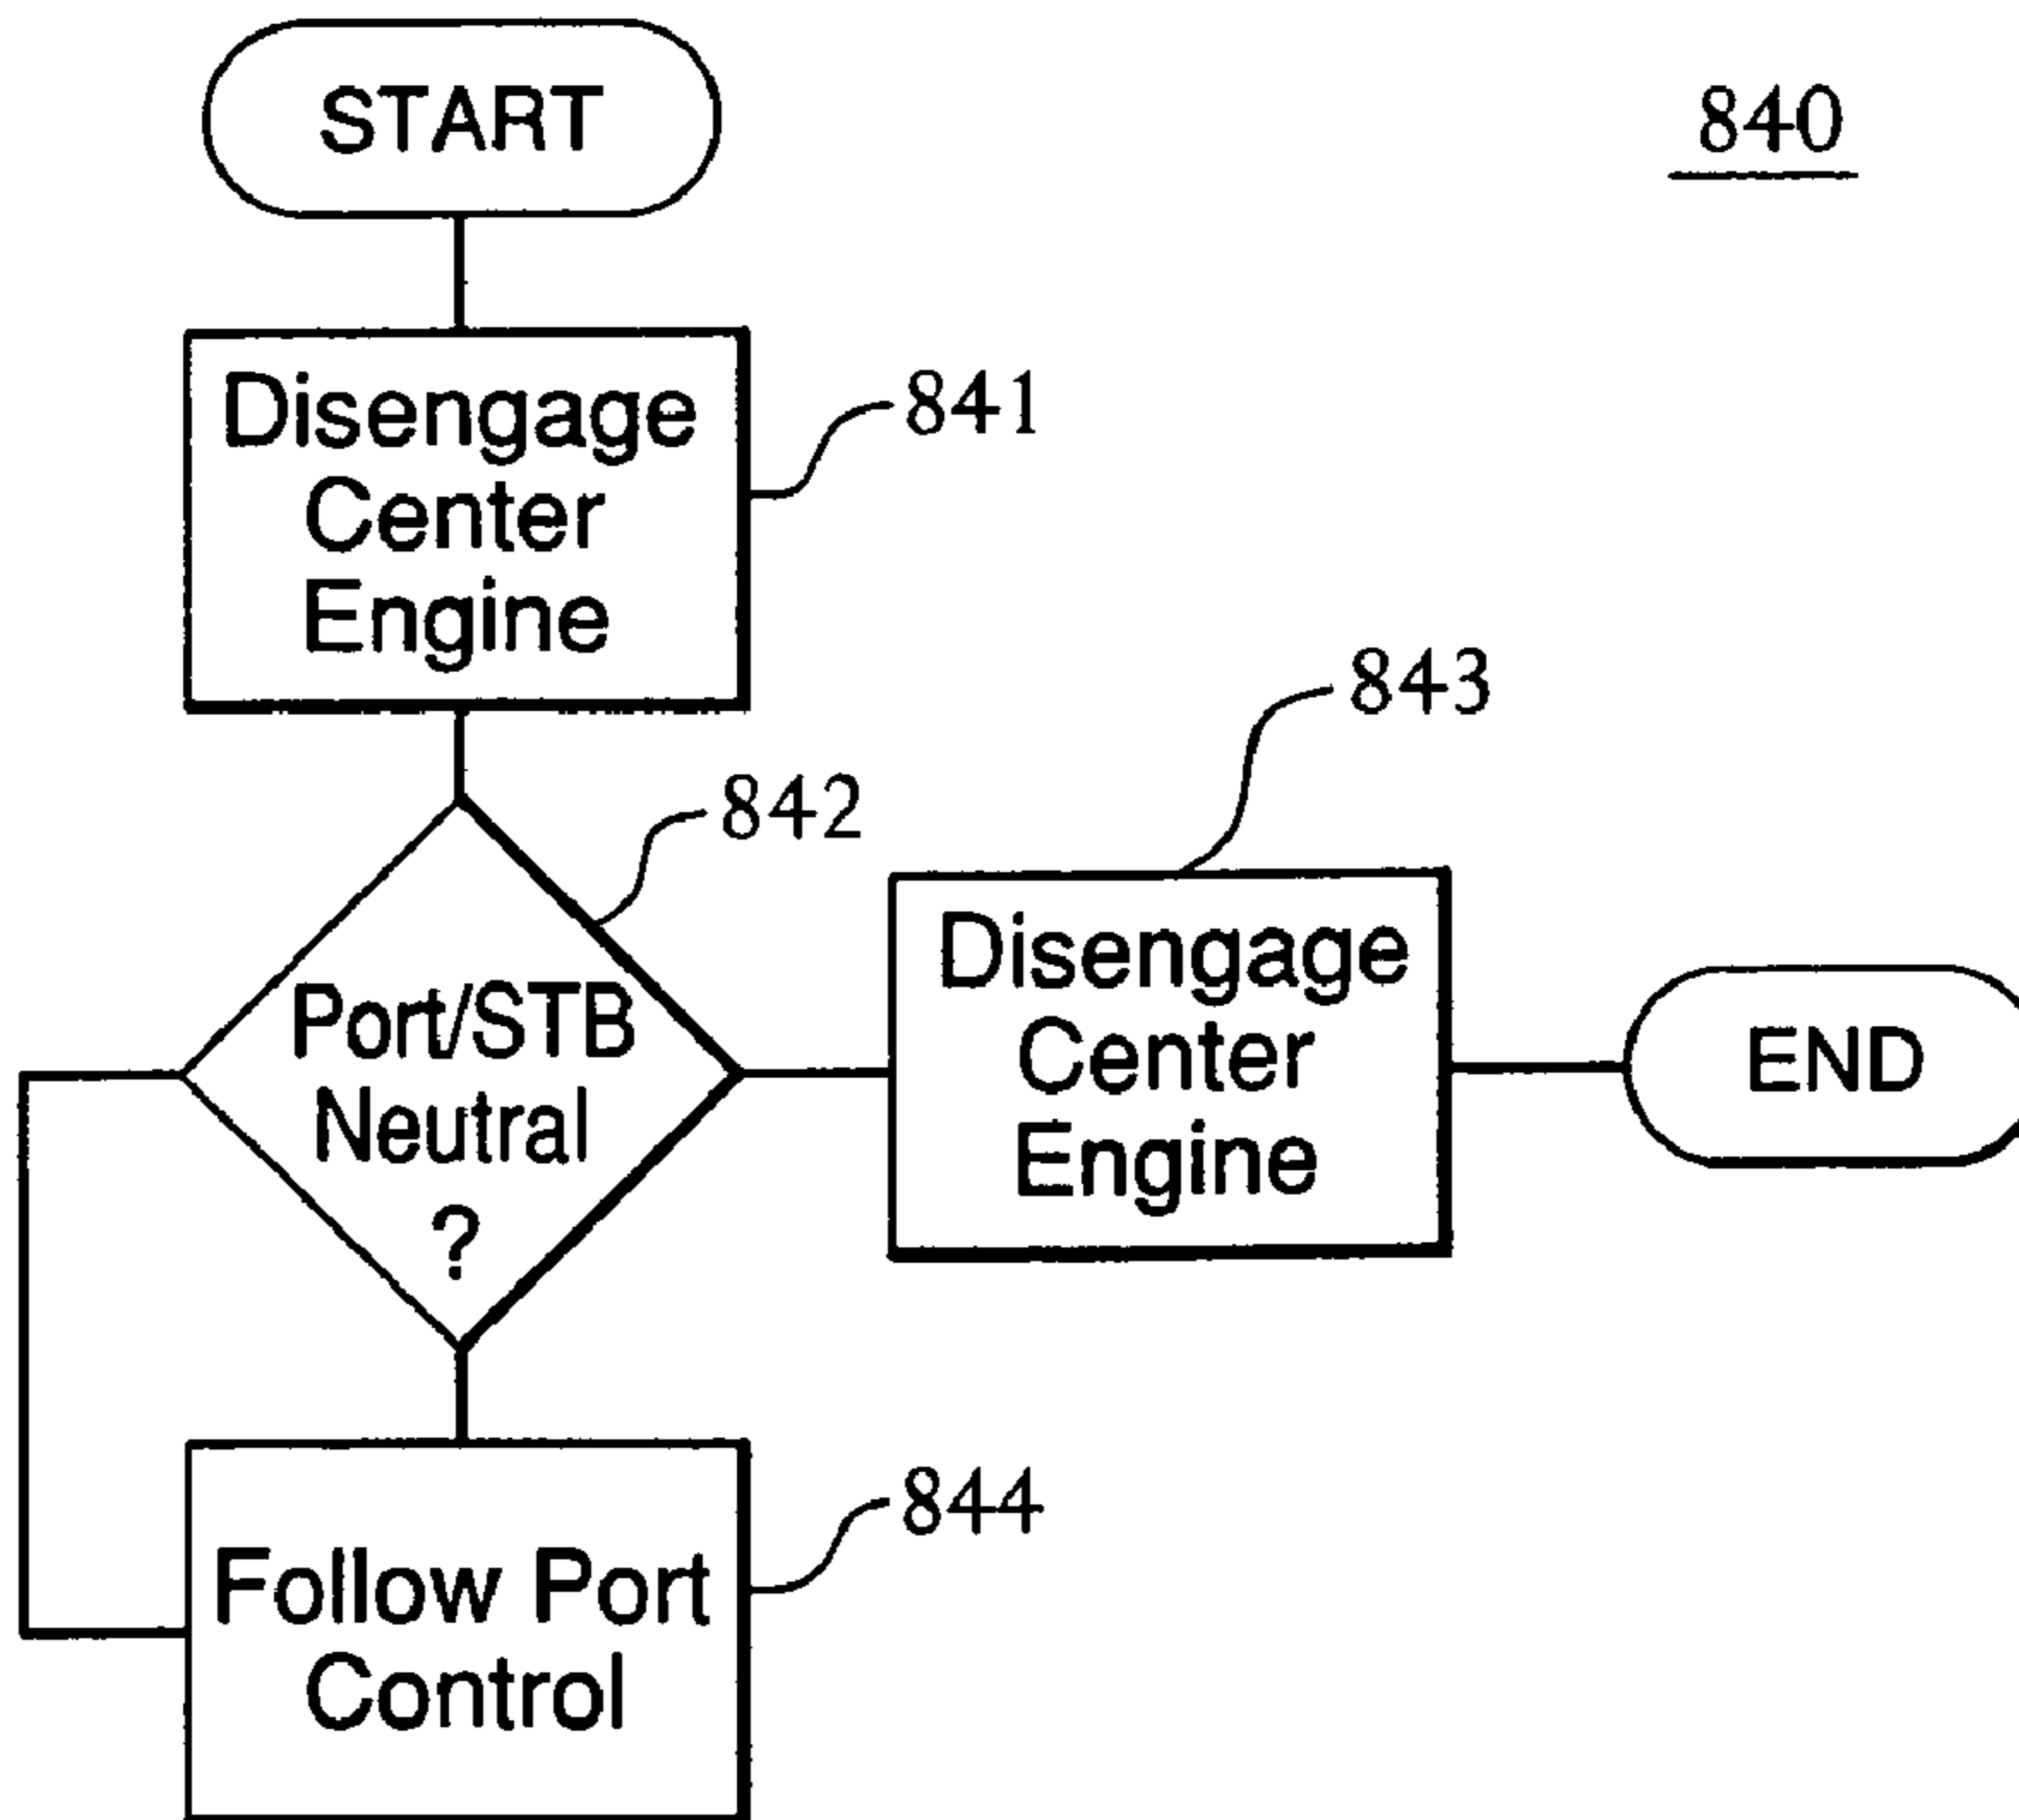 START
840
Disengage
Center
Engine
841
842
Port/STB
Neutral
?
843
Disengage
Center
Engine
END
Follow Port
Control
844